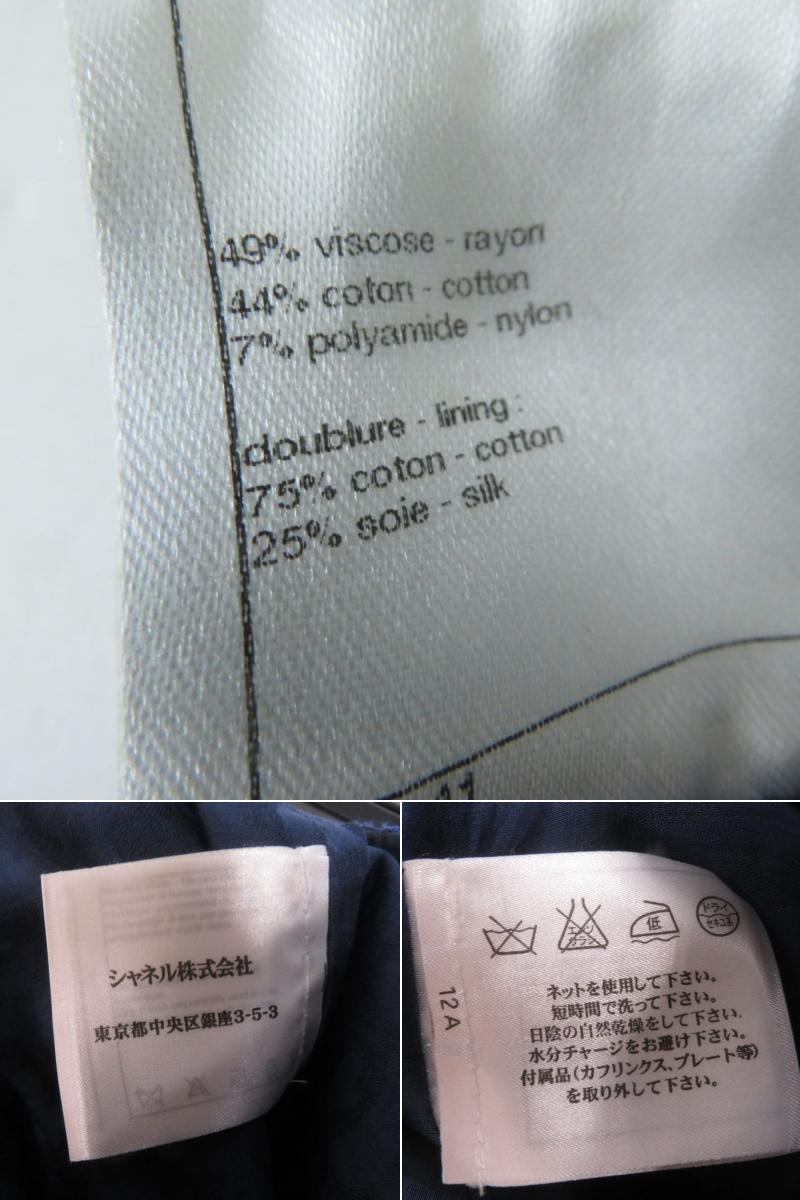 49% viscose - rayon
44% coton - cotton
7% polyamide - nylon
doublure - lining :
75% coton - cotton
25% soie - silk
シャネル株式会社
東京都中央区銀座3-5-3
エンソ
サラシ
低
ドライ
セキユ系
12A
ネットを使用して下さい。
短時間で洗って下さい。
日陰の自然乾燥をして下さい.
水分チャージをお避け下さい。
付属品(カフリンクス、プレート等)
を取り外して下さい。